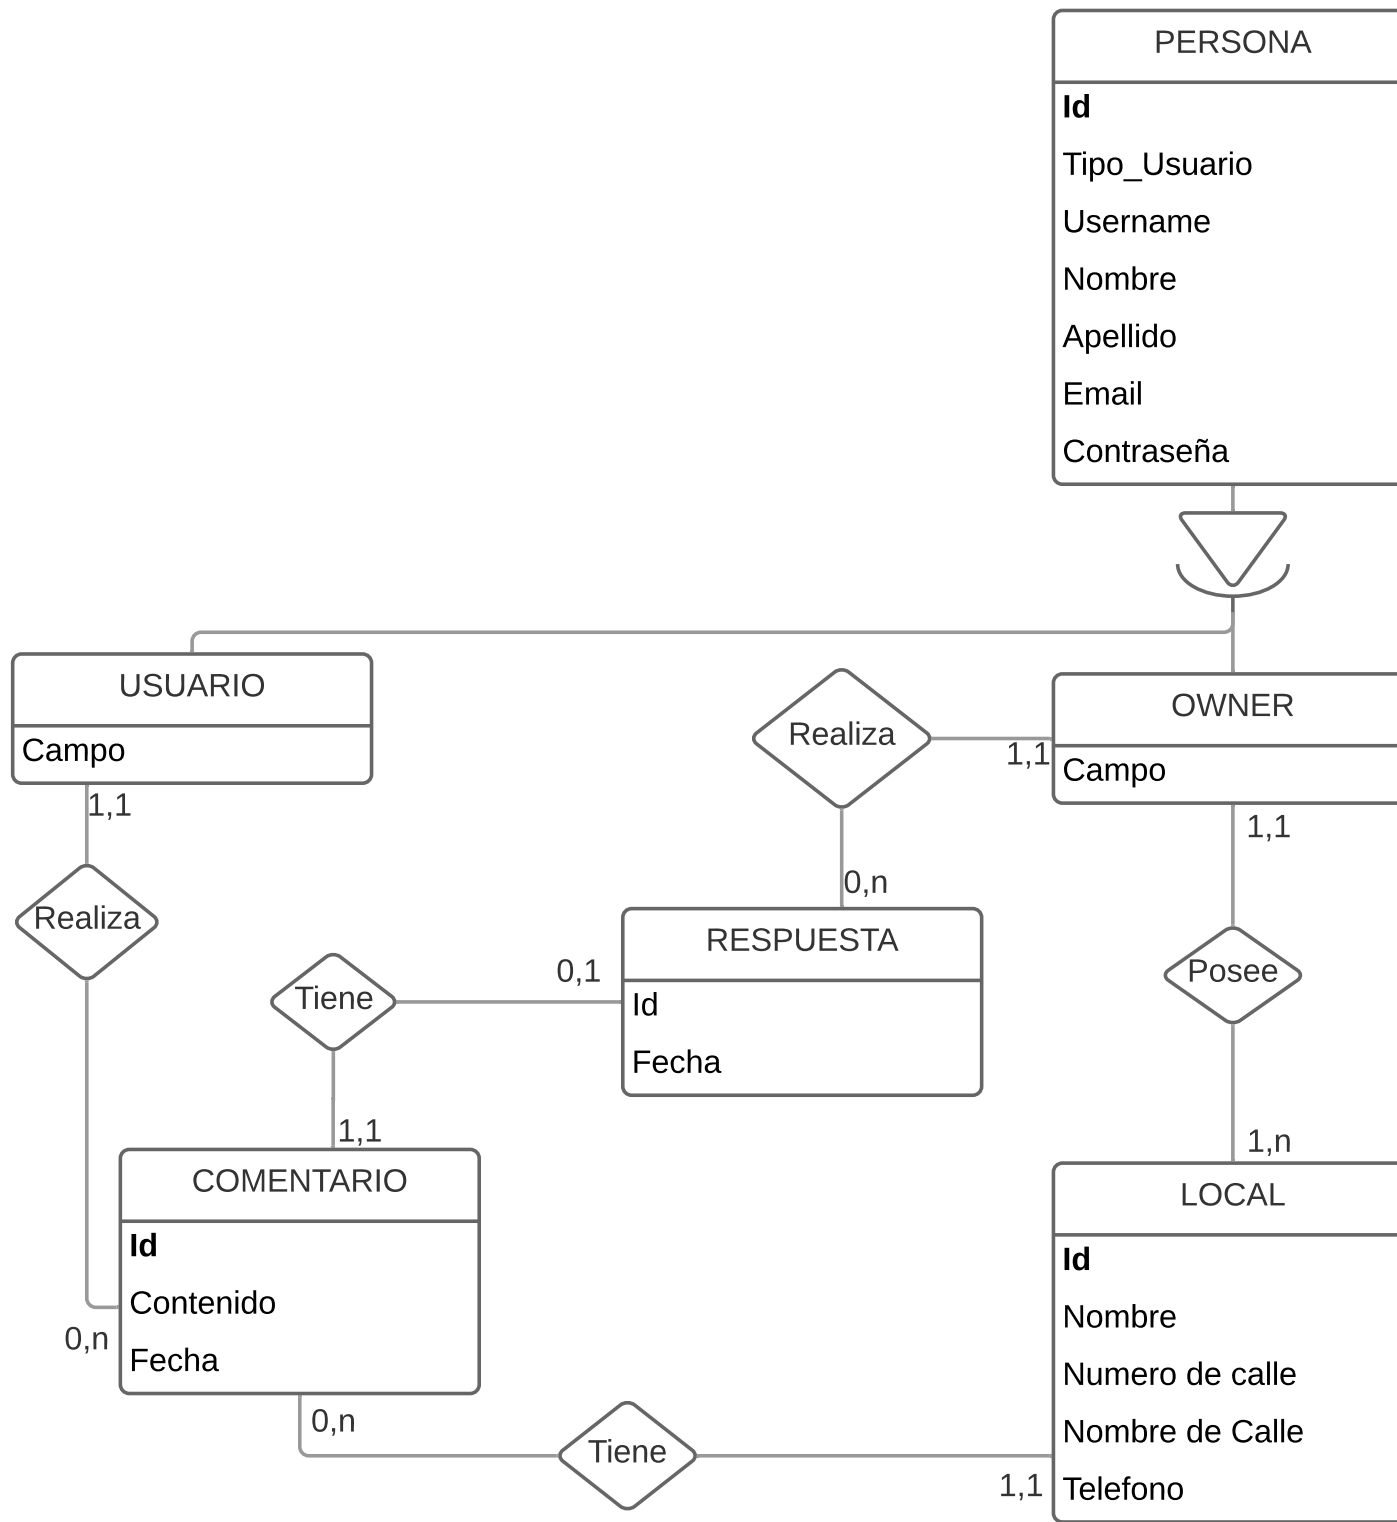 PERSONA
Id
Tipo_Usuario
Username
Nombre
Apellido
Email
Contraseña
USUARIO
Campo
1,1
Realiza
Realiza
1,1
0,n
OWNER
Campo
1,1
Posee
1,n
RESPUESTA
Id
Fecha
0,1
Tiene
1,1
COMENTARIO
Id
Contenido
Fecha
0,n
0,n
Tiene
1,1
LOCAL
Id
Nombre
Numero de calle
Nombre de Calle
Telefono